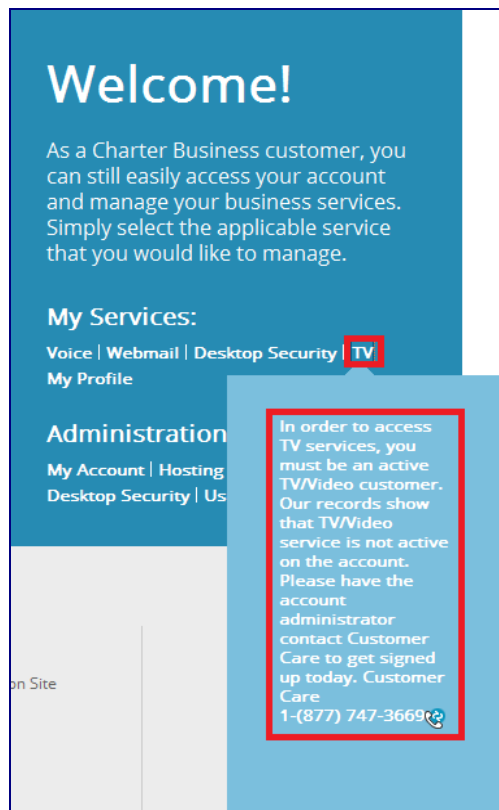 Welcome!
As a Charter Business customer, you
can still easily access your account
and manage your business services.
Simply select the applicable service
that you would like to manage.
My Services:
Voice | Webmail | Desktop Security | TV
My Profile
Administration
My Account | Hosting
Desktop Security | Us
In order to access
TV services, you
must be an active
TV/Video customer.
Our records show
that TV/Video
service is not active
on the account.
Please have the
account
administrator
contact Customer
Care to get signed
up today. Customer
Care
1-(877) 747-3669
on Site